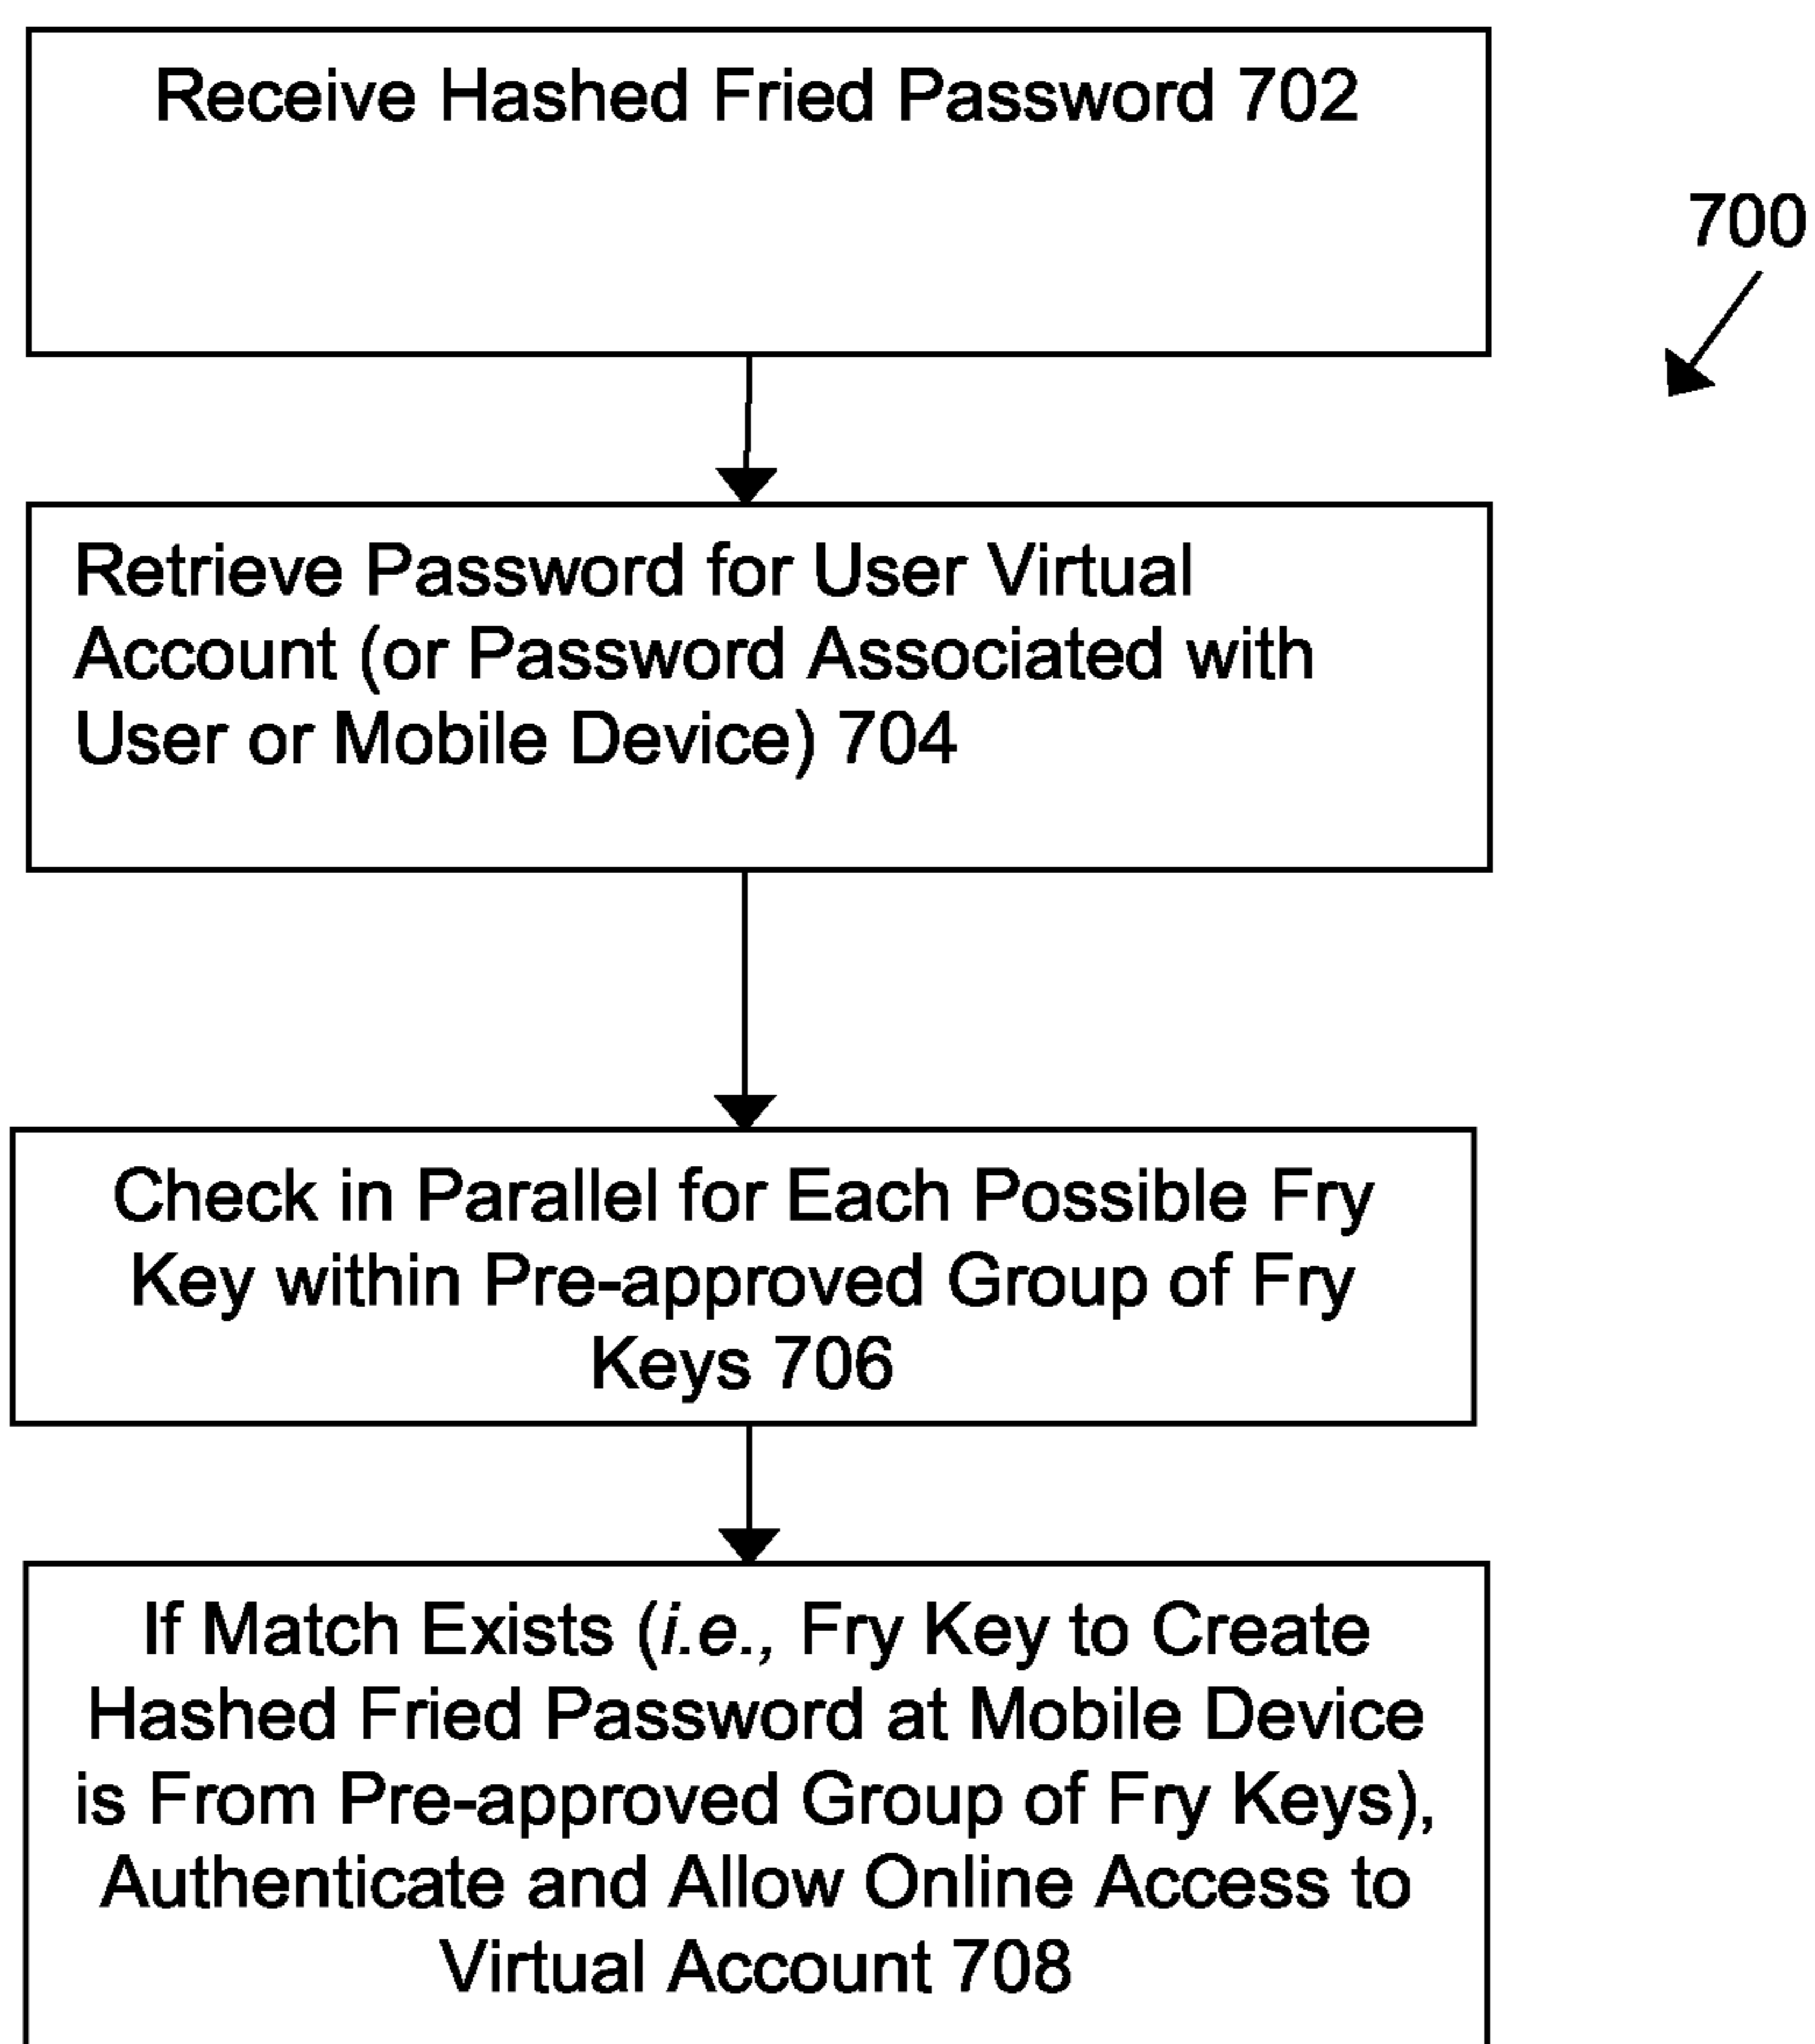 Receive Hashed Fried Password 702
700
Retrieve Password for User Virtual
Account (or Password Associated with
User or Mobile Device) 704
Check in Parallel for Each Possible Fry
Key within Pre-approved Group of Fry
Keys 706
If Match Exists (i.e., Fry Key to Create
Hashed Fried Password at Mobile Device
is From Pre-approved Group of Fry Keys),
Authenticate and Allow Online Access to
Virtual Account 708